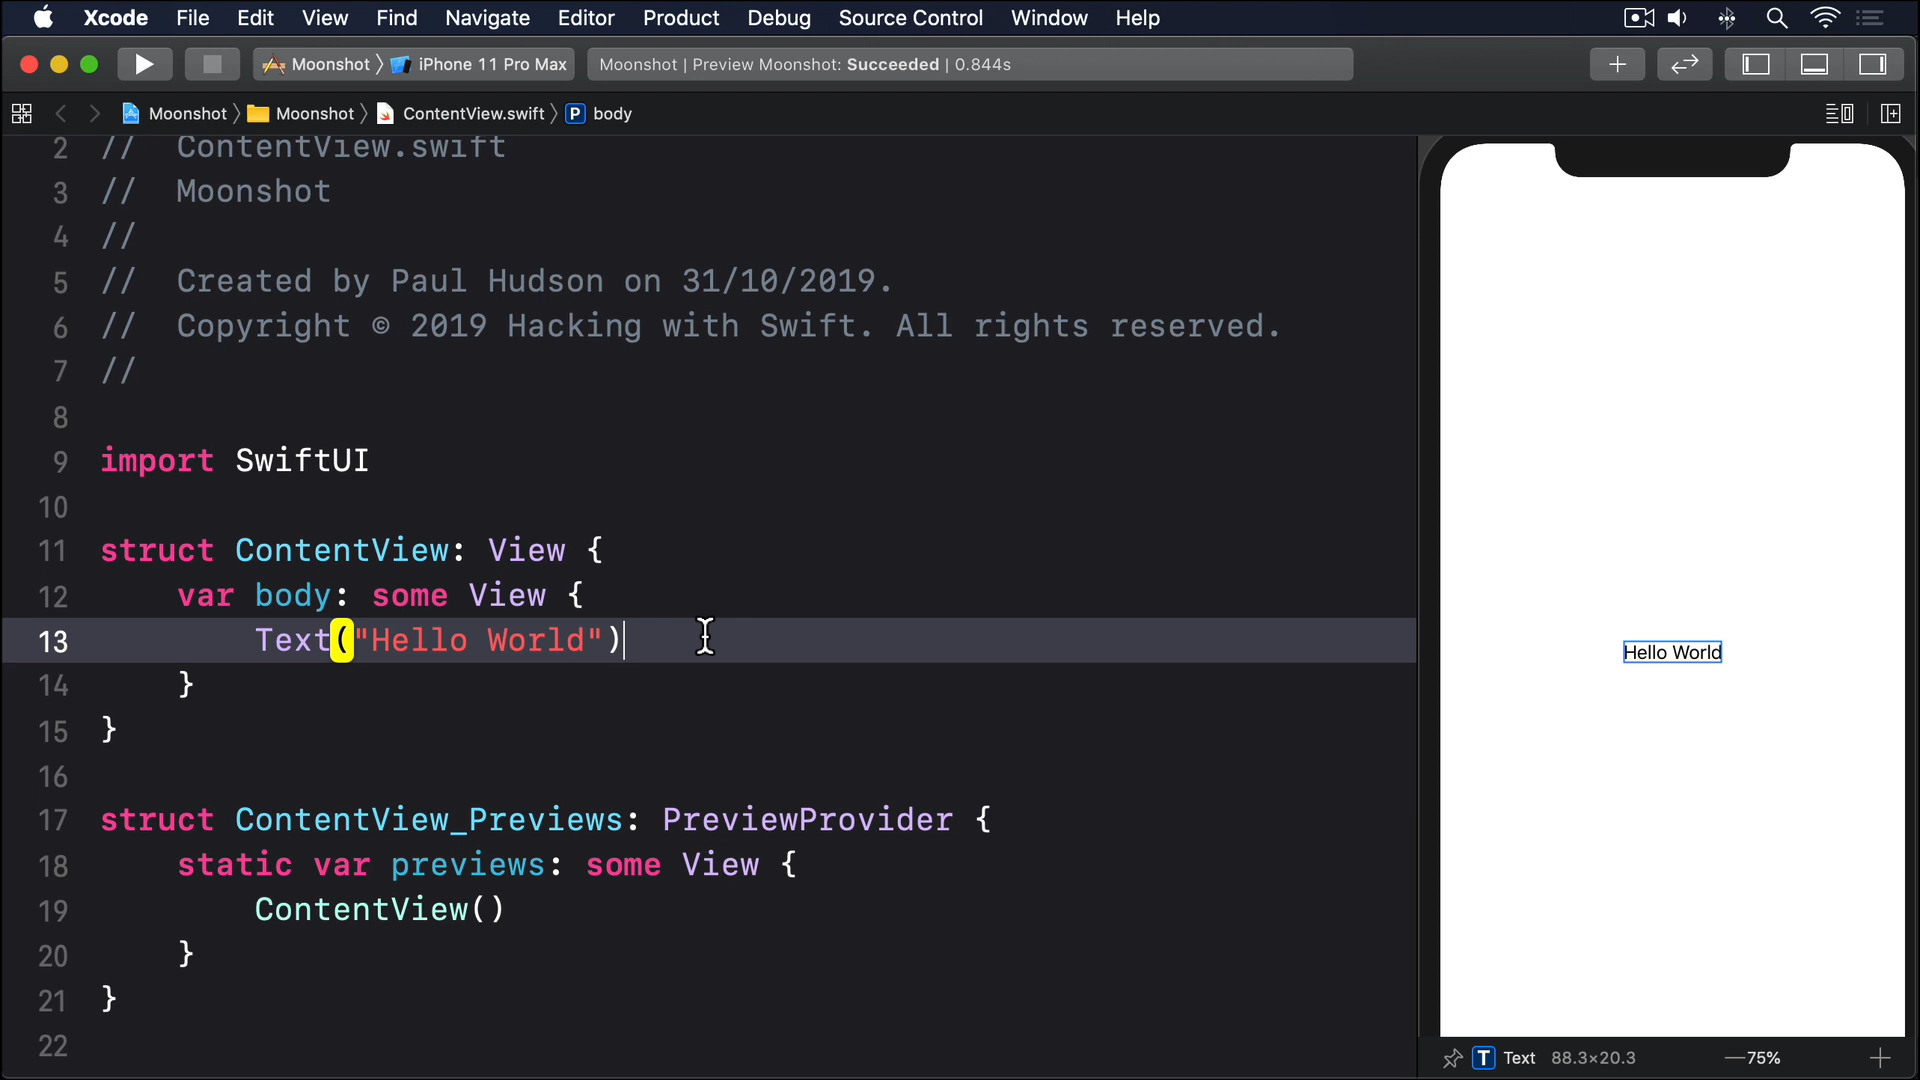 Xcode File Edit View Find Navigate Editor Product Debug Source Control Window Help
Moonshot 〉 iPhone 11 Pro Max
Moonshot | Preview Moonshot: Succeeded | 0.844s
Moonshot 〉 Moonshot 〉 ContentView.swift 〉 P body
2 // ContentView.swift
3 // Moonshot
4 //
5 // Created by Paul Hudson on 31/10/2019.
6 // Copyright © 2019 Hacking with Swift. All rights reserved.
7 //
8
9 import SwiftUI
10
11 struct ContentView: View {
12 var body: some View {
13 Text("Hello World")
14 }
15 }
16
17 struct ContentView_Previews: PreviewProvider {
18 static var previews: some View {
19 ContentView()
20 }
21 }
22
Hello World
T Text 88.3×20.3 — 75% +